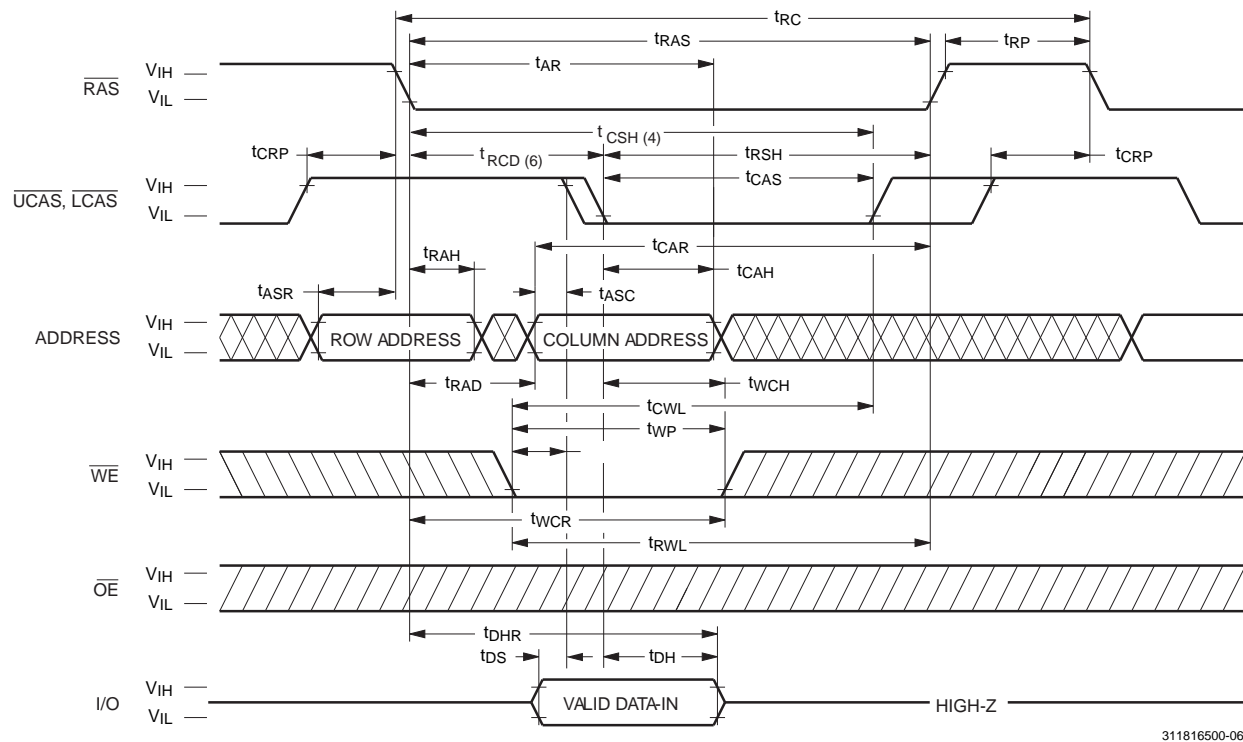 tRC
tRAS
tRP
tAR
VIH
RAS
VIL
t CSH (4)
tCRP
t RCD (6)
tRSH
tCRP
tCAS
VIH
UCAS, LCAS
VIL
tCAR
tRAH
tCAH
tASR
tASC
VIH
ADDRESS
ROW ADDRESS
COLUMN ADDRESS
VIL
tRAD
tWCH
tCWL
tWP
VIH
WE
VIL
tWCR
tRWL
VIH
OE
VIL
tDHR
tDS
tDH
VIH
I/O
VALID DATA-IN
HIGH-Z
VIL
311816500-06